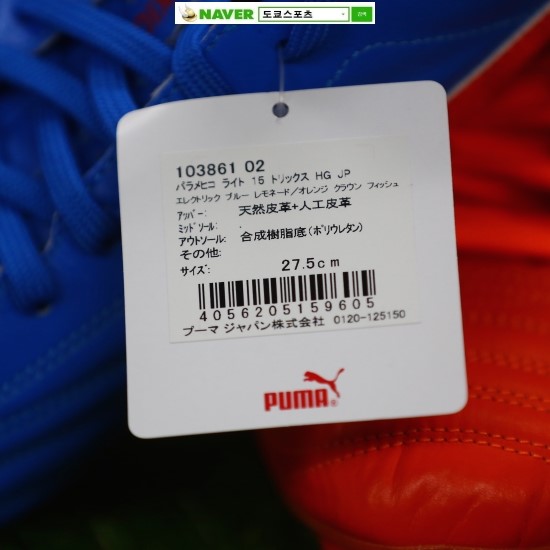 NAVER 도쿄스포츠 검색
103861 02
パラメヒコ ライト 15 トリックス HG JP
エレクトリック ブルー レモネード/オレンジ クラウン フィッシュ
アッパー: 天然皮革+人工皮革
ミッドソール: .
アウトソール: 合成樹脂底(ポリウレタン)
その他:
サイズ: 27.5cm
4056205159605
プーマ ジャパン株式会社 0120-125150
PUMA